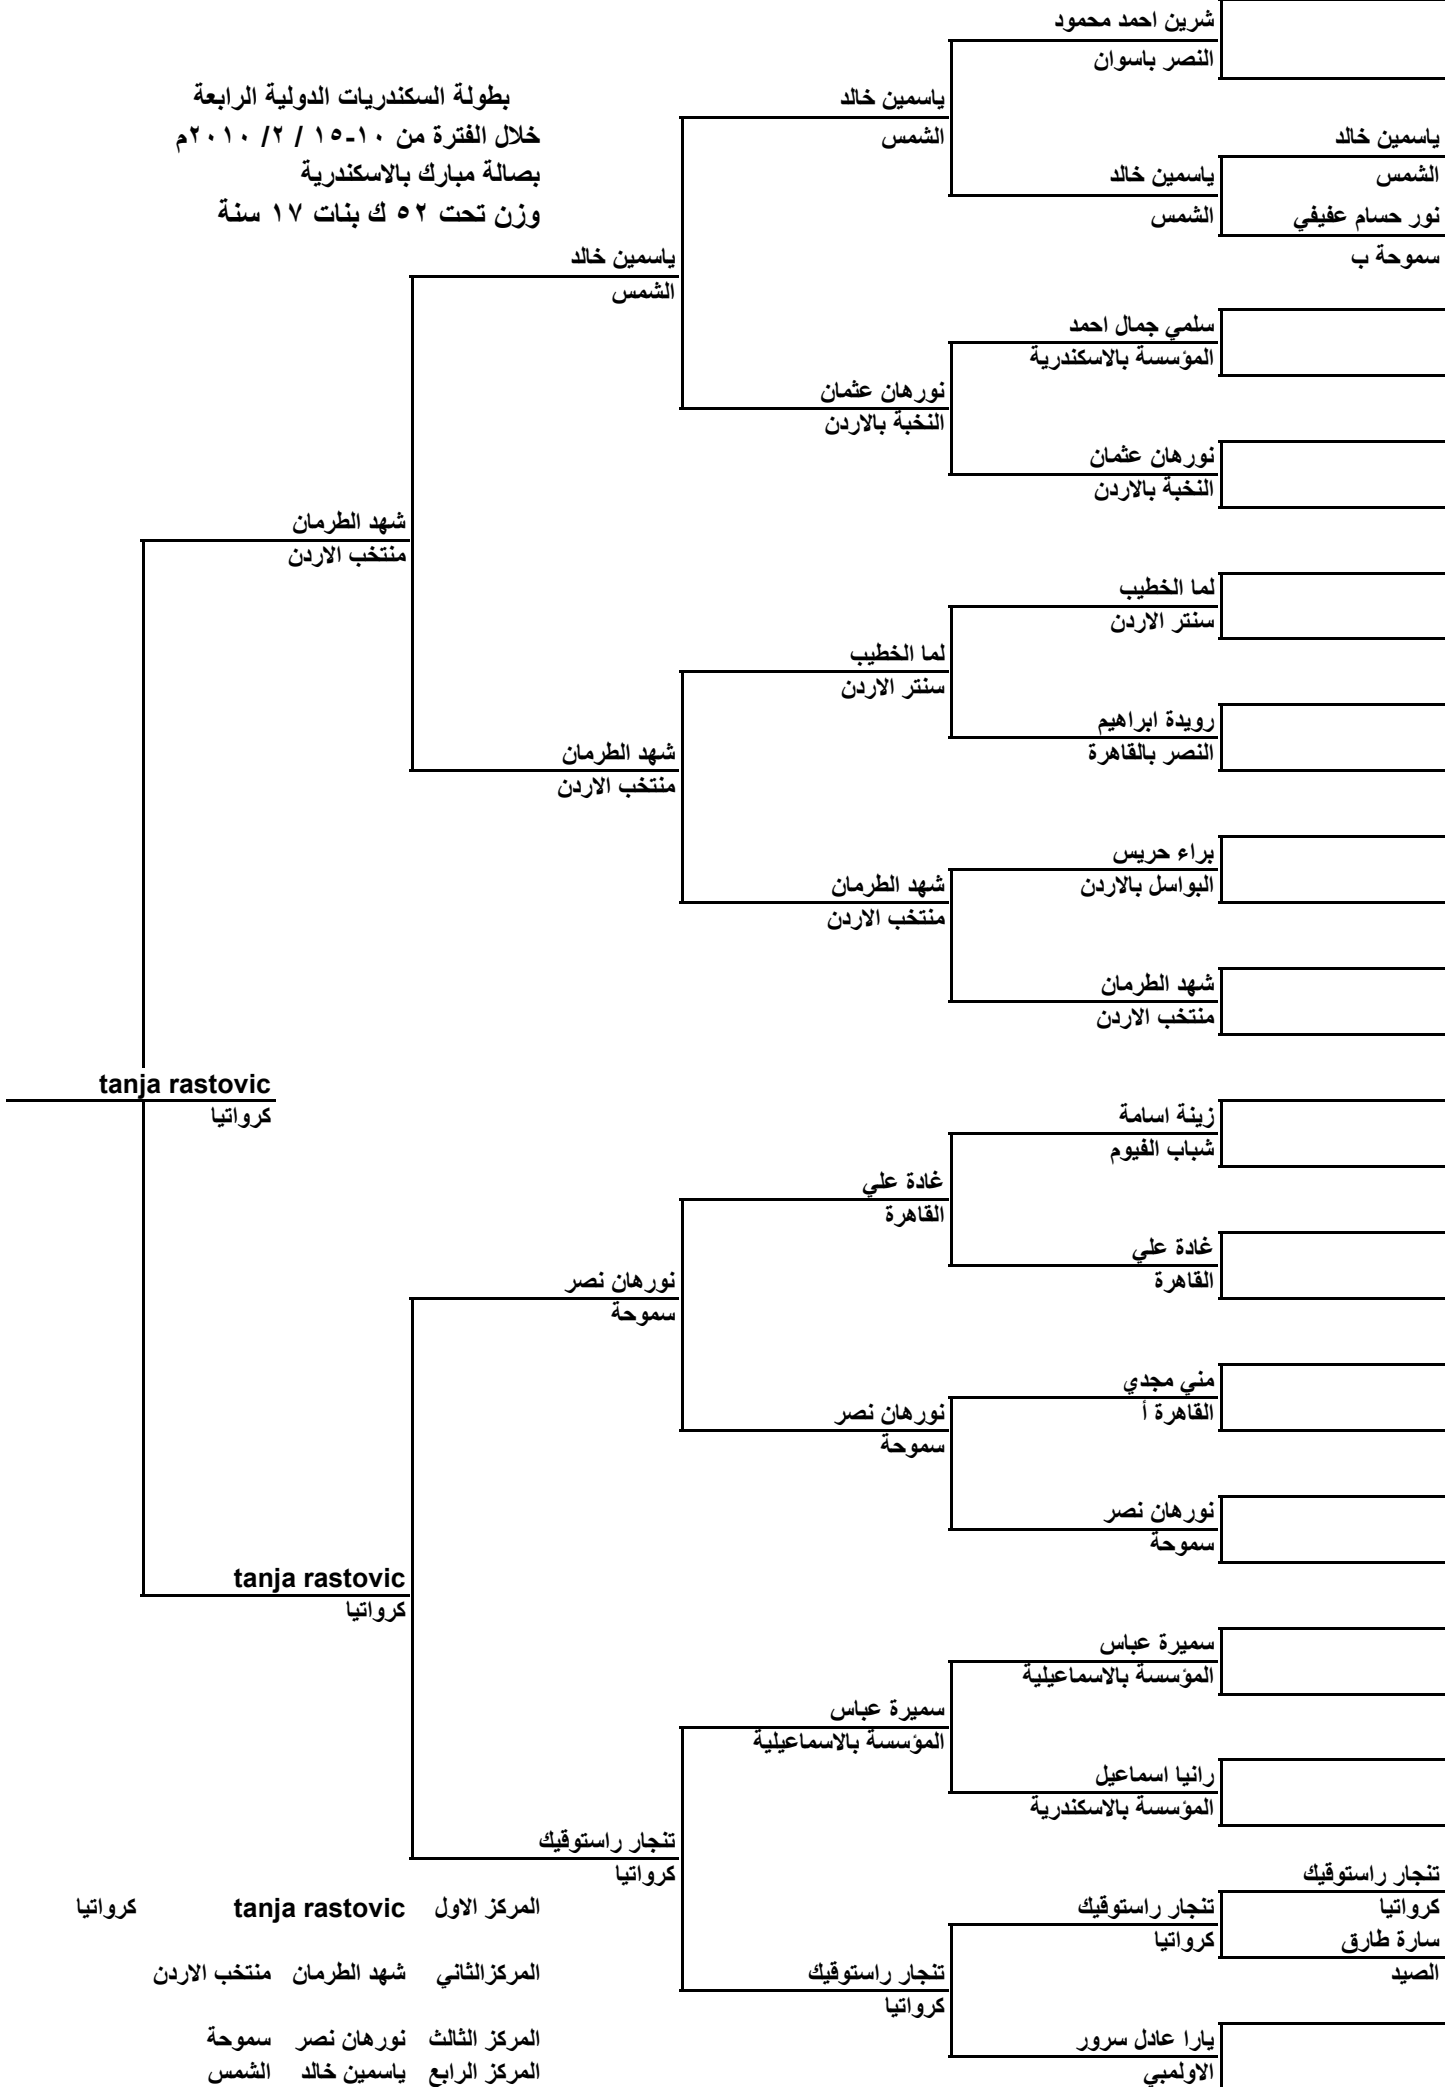 بطولة السكندريات الدولية الرابعة
خلال الفترة من ١٠-١٥ / ٢/ ٢٠١٠م
بصالة مبارك بالاسكندرية
وزن تحت ٥٢ ك بنات ١٧ سنة
شرين احمد محمود
النصر باسوان
ياسمين خالد
الشمس
نور حسام عفيفي
سموحة ب
ياسمين خالد
الشمس
ياسمين خالد
الشمس
سلمي جمال احمد
المؤسسة بالاسكندرية
نورهان عثمان
النخبة بالاردن
نورهان عثمان
النخبة بالاردن
ياسمين خالد
الشمس
لما الخطيب
سنتر الاردن
رويدة ابراهيم
النصر بالقاهرة
لما الخطيب
سنتر الاردن
براء حريس
البواسل بالاردن
شهد الطرمان
منتخب الاردن
شهد الطرمان
منتخب الاردن
شهد الطرمان
منتخب الاردن
شهد الطرمان
منتخب الاردن
tanja rastovic
كرواتيا
زينة اسامة
شباب الفيوم
غادة علي
القاهرة
غادة علي
القاهرة
مني مجدي
القاهرة أ
نورهان نصر
سموحة
نورهان نصر
سموحة
نورهان نصر
سموحة
tanja rastovic
كرواتيا
سميرة عباس
المؤسسة بالاسماعيلية
رانيا اسماعيل
المؤسسة بالاسكندرية
سميرة عباس
المؤسسة بالاسماعيلية
تنجار راستوقيك
كرواتيا
تنجار راستوقيك
كرواتيا
سارة طارق
الصيد
تنجار راستوقيك
كرواتيا
تنجار راستوقيك
كرواتيا
يارا عادل سرور
الاولمبي
المركز الاول tanja rastovic كرواتيا
المركزالثاني شهد الطرمان منتخب الاردن
المركز الثالث نورهان نصر سموحة
المركز الرابع ياسمين خالد الشمس